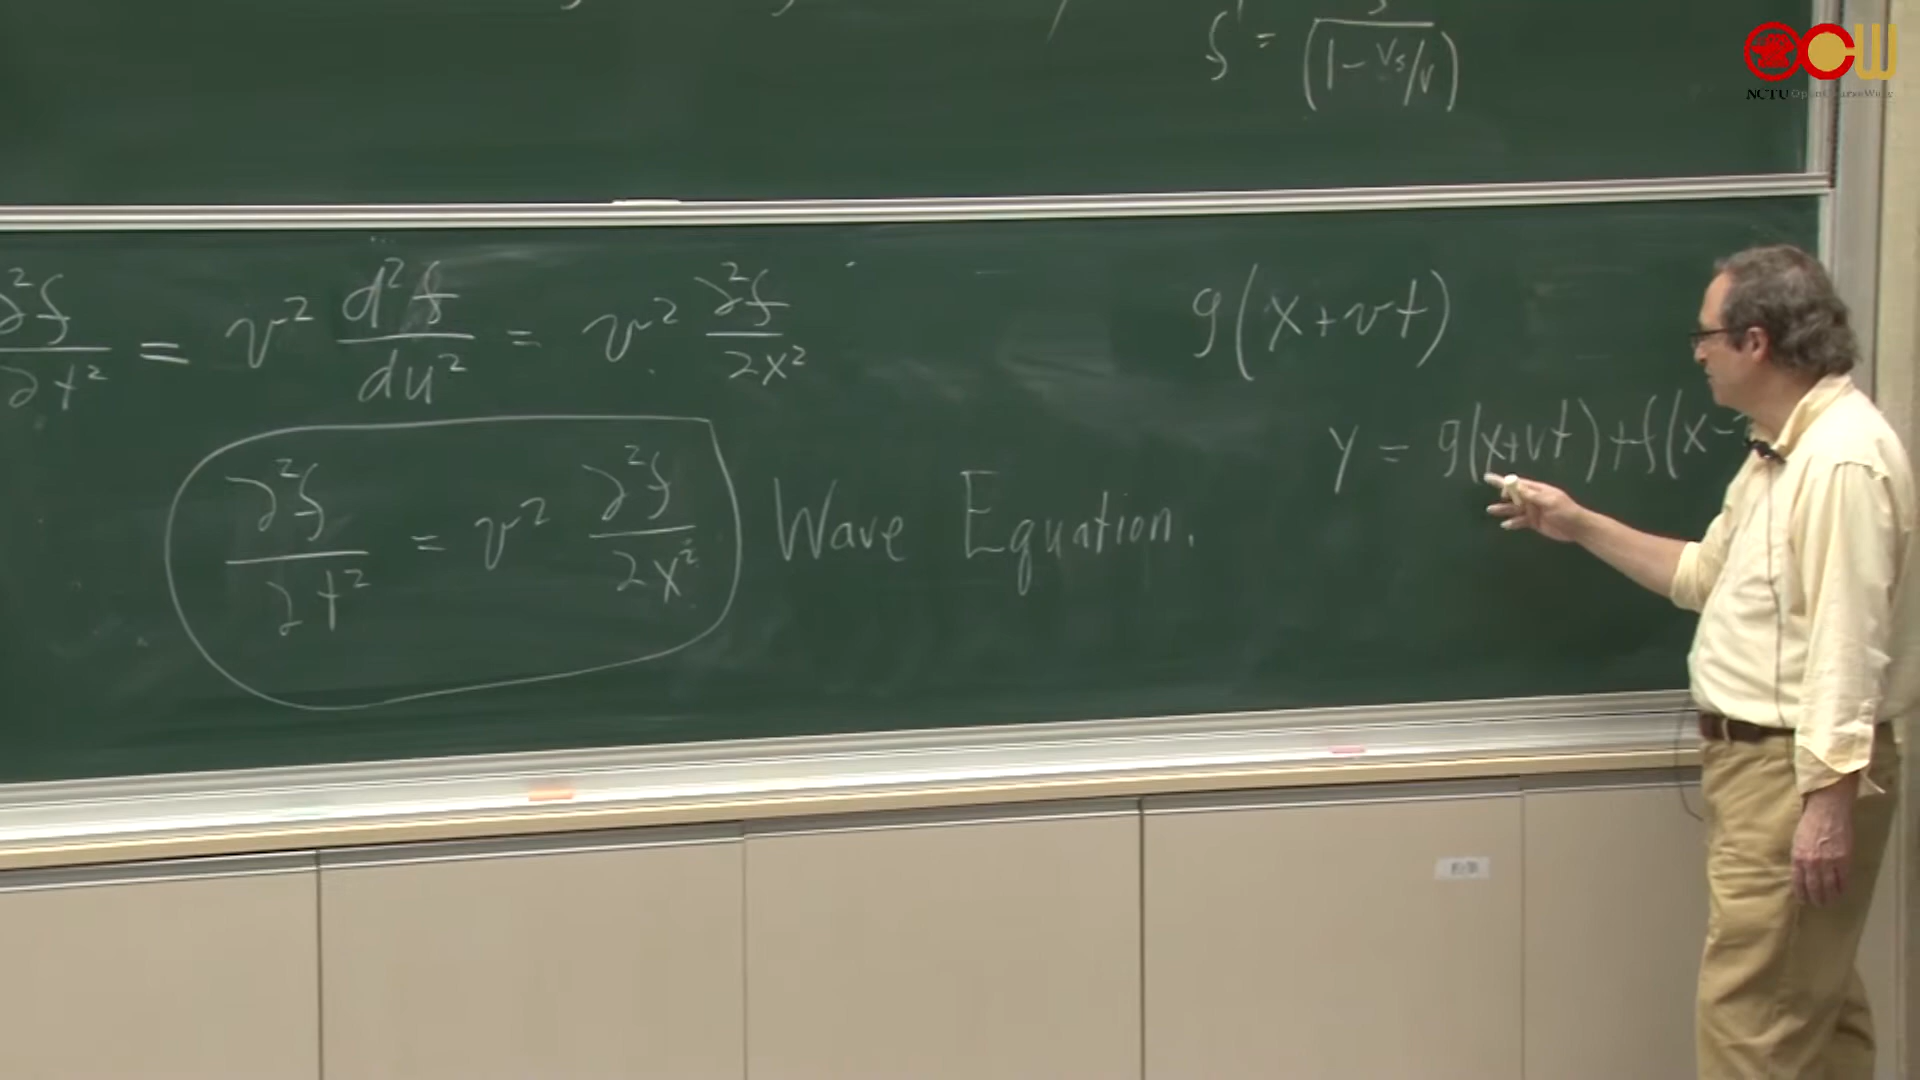 f' = f / (1 - Vs/v)
∂²f/∂t² = v² d²f/du² = v² ∂²f/∂x²
g(x+vt)
y = g(x+vt)+f(x-
∂²f/∂t² = v² ∂²f/∂x² Wave Equation.
NCTU OpenCourseWare